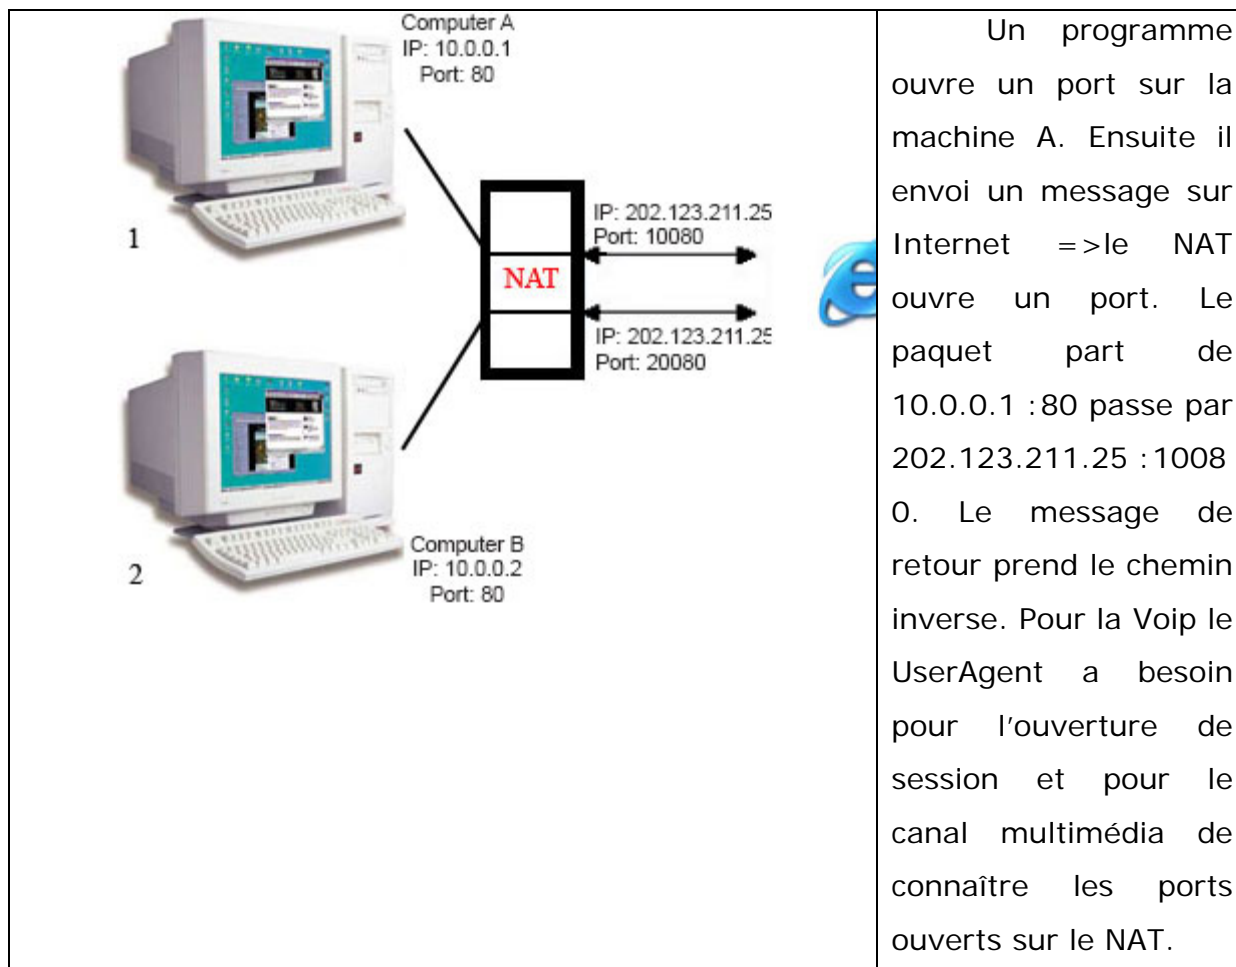 Computer A
IP: 10.0.0.1
Port: 80
1
IP: 202.123.211.25
Port: 10080
NAT
IP: 202.123.211.25
Port: 20080
2
Computer B
IP: 10.0.0.2
Port: 80
Un programme
ouvre un port sur la
machine A. Ensuite il
envoi un message sur
Internet =>le NAT
ouvre un port. Le
paquet part de
10.0.0.1 :80 passe par
202.123.211.25 :1008
0. Le message de
retour prend le chemin
inverse. Pour la Voip le
UserAgent a besoin
pour l'ouverture de
session et pour le
canal multimédia de
connaître les ports
ouverts sur le NAT.